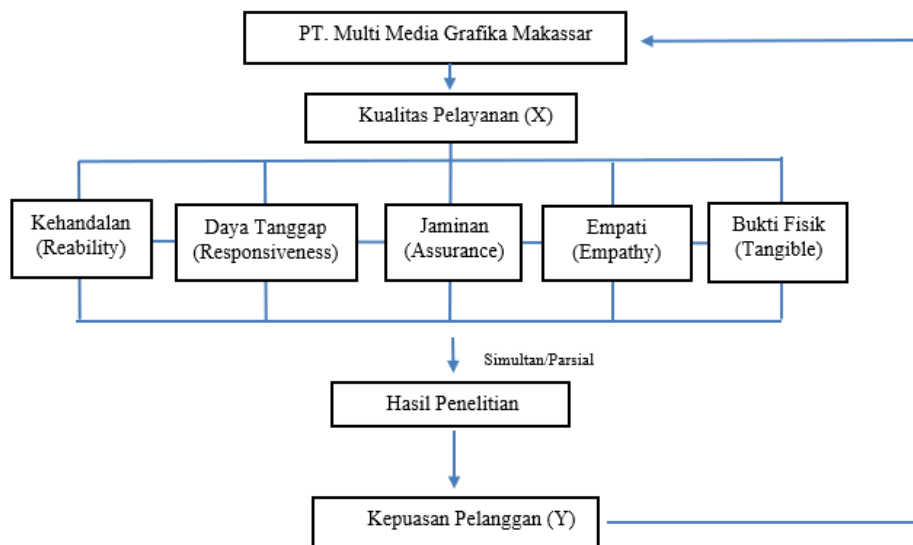 PT. Multi Media Grafika Makassar
Kualitas Pelayanan (X)
Kehandalan
(Reability)
Daya Tanggap
(Responsiveness)
Jaminan
(Assurance)
Empati
(Empathy)
Bukti Fisik
(Tangible)
Simultan/Parsial
Hasil Penelitian
Kepuasan Pelanggan (Y)